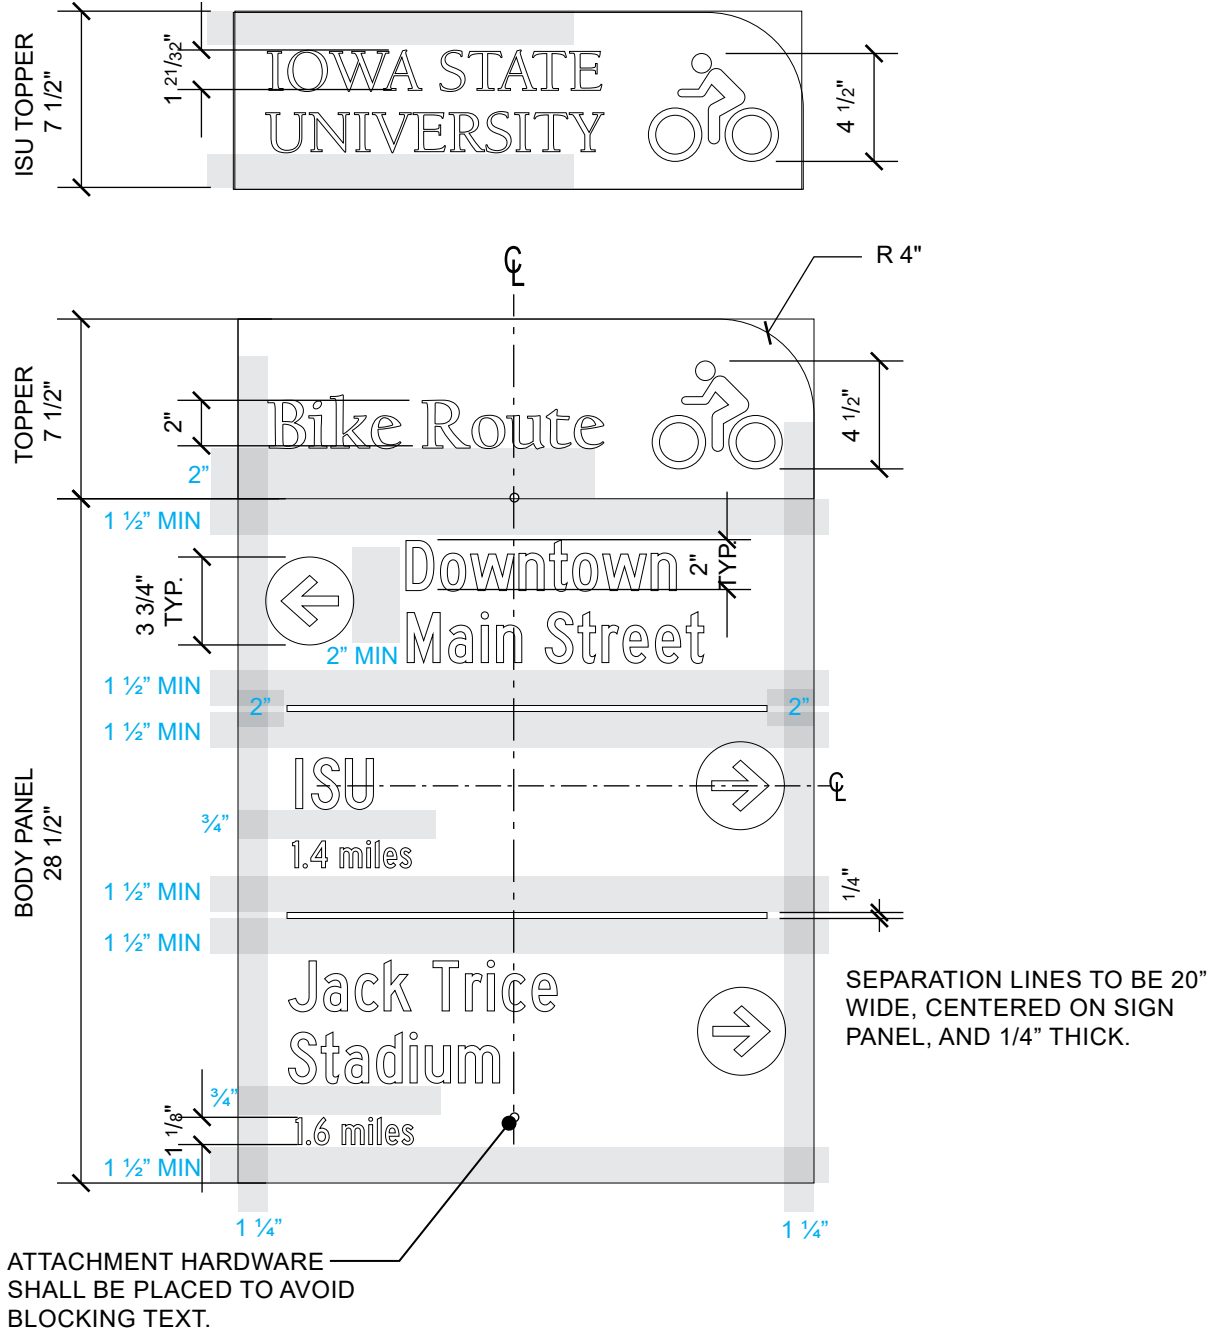 ISU TOPPER
7 1/2"
1 21/32"
IOWA STATE
UNIVERSITY
4 1/2"
CL
R 4"
TOPPER
7 1/2"
2"
Bike Route
4 1/2"
2”
1 ½” MIN
Downtown
Main Street
2"
TYP.
3 3/4"
TYP.
2” MIN
1 ½” MIN
2”
2”
1 ½” MIN
BODY PANEL
28 1/2"
ISU
CL
¾”
1.4 miles
1 ½” MIN
1/4"
1 ½” MIN
Jack Trice
Stadium
SEPARATION LINES TO BE 20”
WIDE, CENTERED ON SIGN
PANEL, AND 1/4” THICK.
¾”
1 1/8"
1.6 miles
1 ½” MIN
1 ¼”
1 ¼”
ATTACHMENT HARDWARE
SHALL BE PLACED TO AVOID
BLOCKING TEXT.